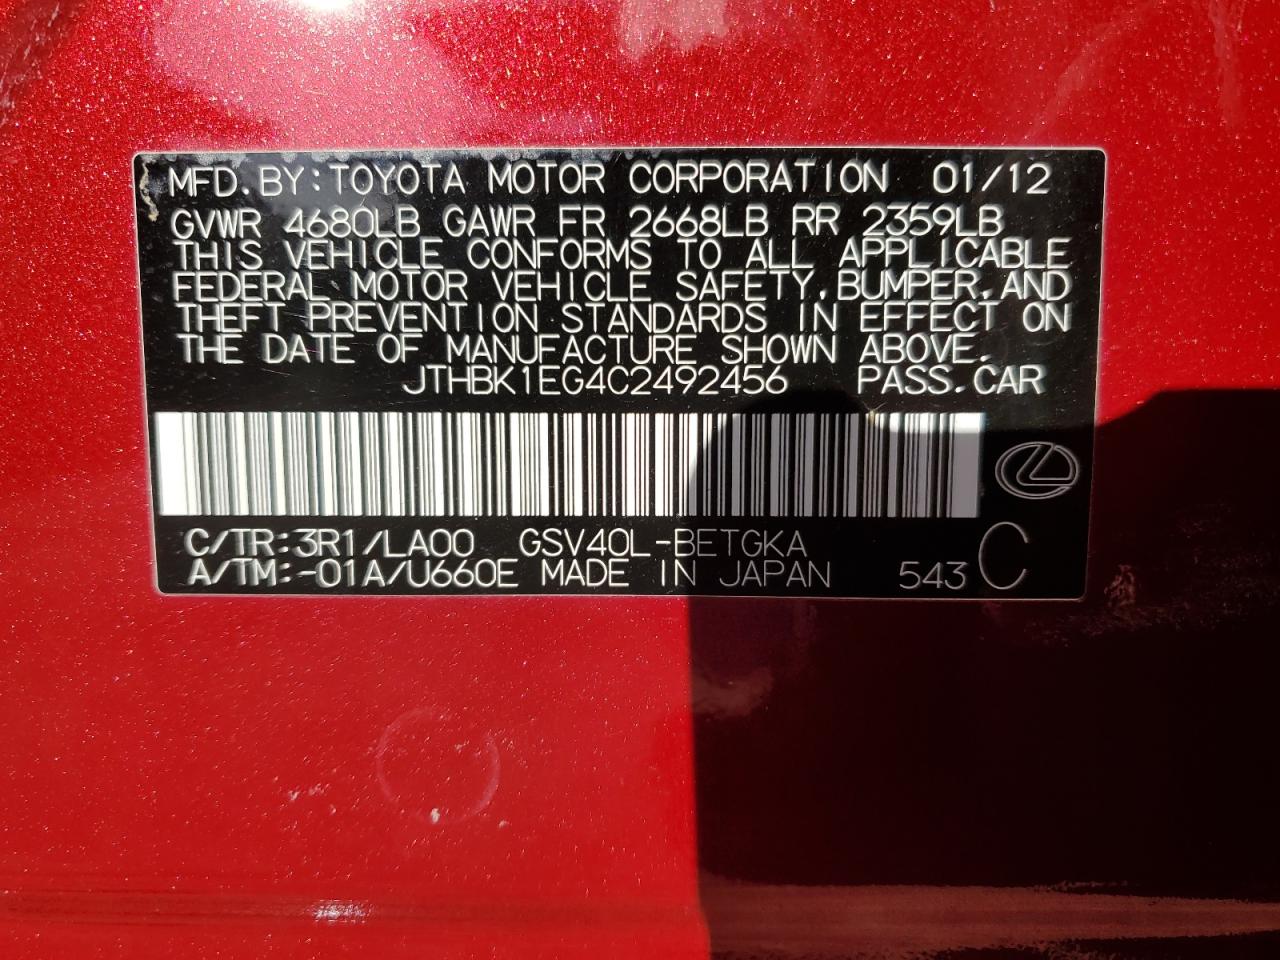 MFD.BY:TOYOTA MOTOR CORPORATION 01/12
GVWR 4680LB GAWR FR 2668LB RR 2359LB
THIS VEHICLE CONFORMS TO ALL APPLICABLE
FEDERAL MOTOR VEHICLE SAFETY,BUMPER,AND
THEFT PREVENTION STANDARDS IN EFFECT ON
THE DATE OF MANUFACTURE SHOWN ABOVE.
JTHBK1EG4C2492456 PASS.CAR
C/TR:3R1/LA00 GSV40L-BETGKA
A/TM:-01A/U660E MADE IN JAPAN 543 C